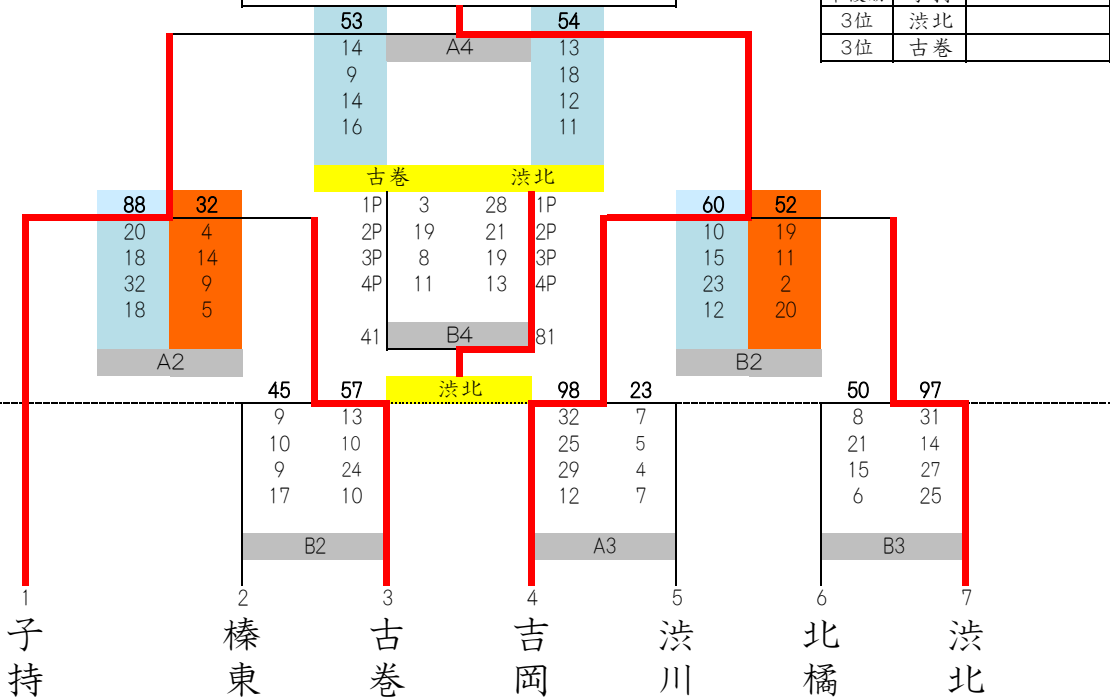 3位 渋北
3位 古巻
53 54
14 A4 13
9 18
14 12
16 11
古巻 渋北
88 32
20 4
18 14
32 9
18 5
A2
1P 3 28 1P
2P 19 21 2P
3P 8 19 3P
4P 11 13 4P
41 B4 81
渋北
60 52
10 19
15 11
23 2
12 20
B2
45 57
9 13
10 10
9 24
17 10
B2
98 23
32 7
25 5
29 4
12 7
A3
50 97
8 31
21 14
15 27
6 25
B3
1 2 3 4 5 6 7
子持
榛東
古巻
吉岡
渋川
北橘
渋北